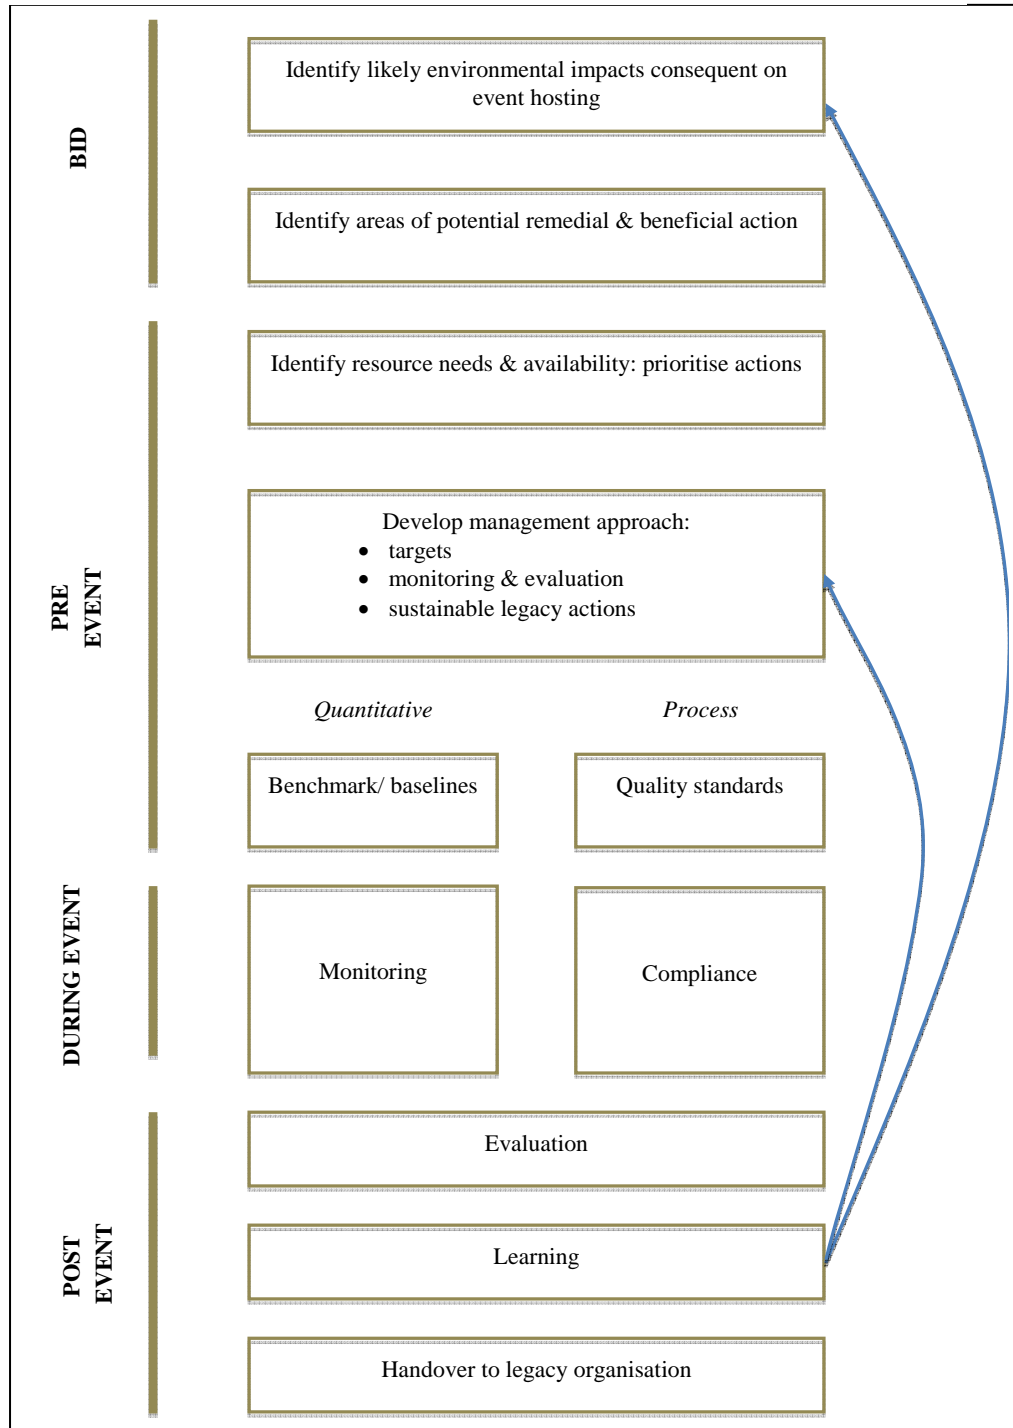 BID
Identify likely environmental impacts consequent on
event hosting
Identify areas of potential remedial & beneficial action
PRE
EVENT
Identify resource needs & availability: prioritise actions
Develop management approach:
• targets
• monitoring & evaluation
• sustainable legacy actions
Quantitative
Process
Benchmark/ baselines
Quality standards
DURING EVENT
Monitoring
Compliance
POST
EVENT
Evaluation
Learning
Handover to legacy organisation